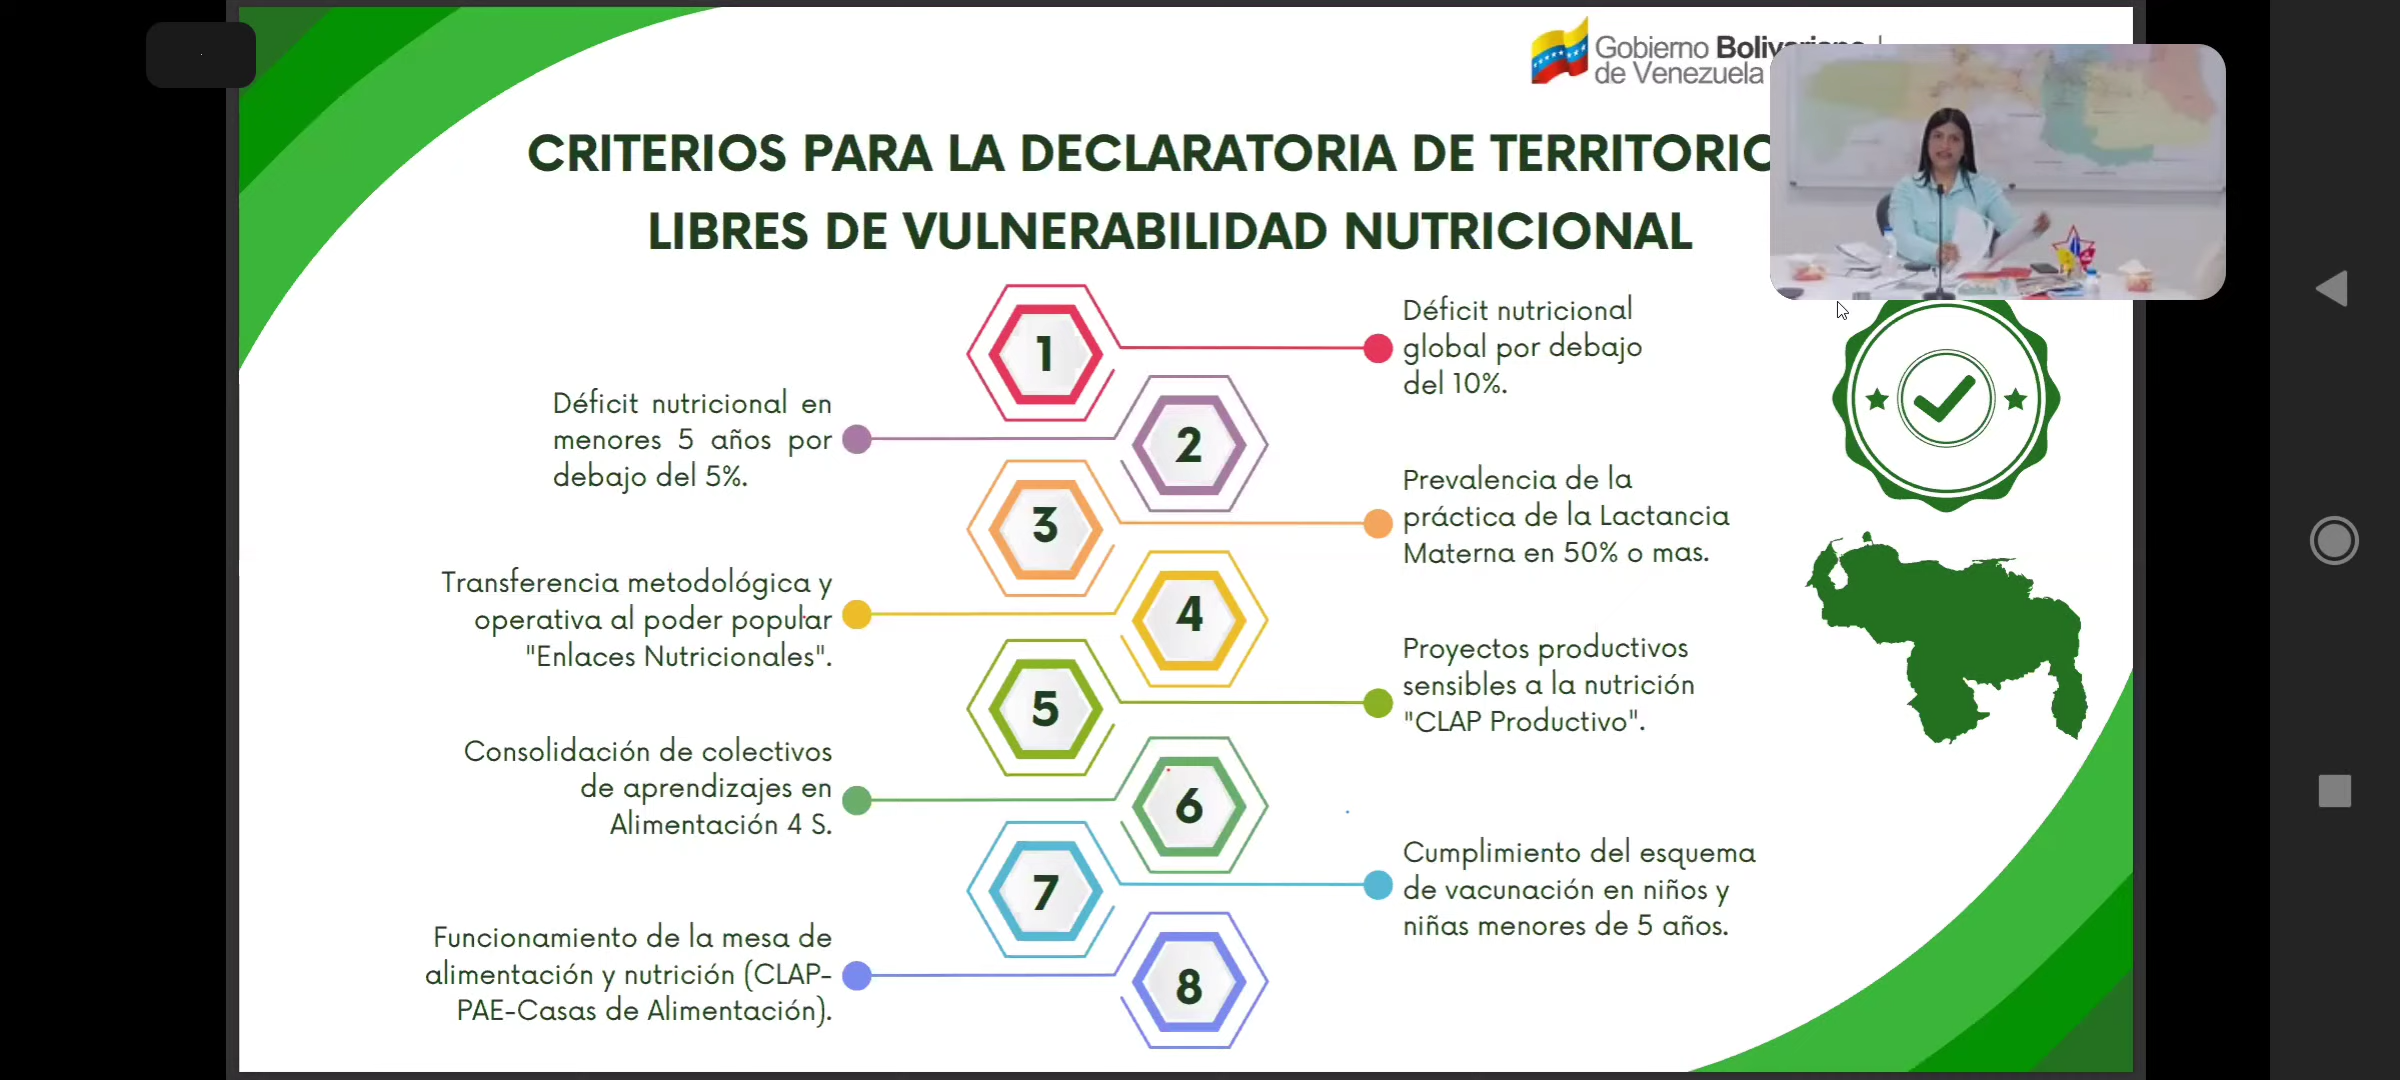 Gobierno Bolivariano
de Venezuela
CRITERIOS PARA LA DECLARATORIA DE TERRITORIO
LIBRES DE VULNERABILIDAD NUTRICIONAL
1
Déficit nutricional
global por debajo
del 10%.
2
Déficit nutricional en
menores 5 años por
debajo del 5%.
3
Prevalencia de la
práctica de la Lactancia
Materna en 50% o mas.
4
Transferencia metodológica y
operativa al poder popular
"Enlaces Nutricionales".
5
Proyectos productivos
sensibles a la nutrición
"CLAP Productivo".
6
Consolidación de colectivos
de aprendizajes en
Alimentación 4 S.
7
Cumplimiento del esquema
de vacunación en niños y
niñas menores de 5 años.
8
Funcionamiento de la mesa de
alimentación y nutrición (CLAP-
PAE-Casas de Alimentación).